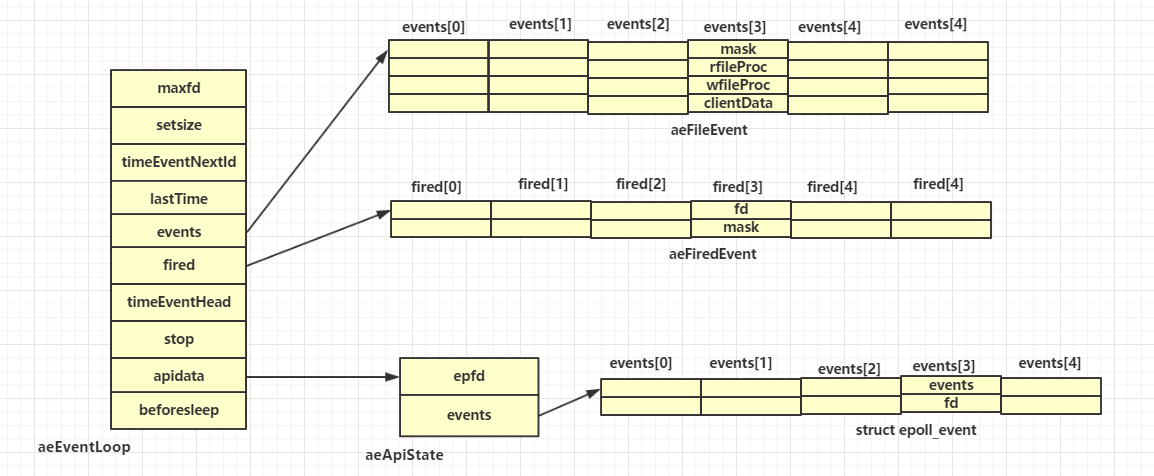 maxfd
setsize
timeEventNextId
lastTime
events
fired
timeEventHead
stop
apidata
beforesleep
aeEventLoop
events[0] events[1] events[2] events[3] events[4] events[4]
mask
rfileProc
wfileProc
clientData
aeFileEvent
fired[0] fired[1] fired[2] fired[3] fired[4] fired[4]
fd
mask
aeFiredEvent
epfd
events
aeApiState
events[0] events[1] events[2] events[3] events[4]
events
fd
struct epoll_event